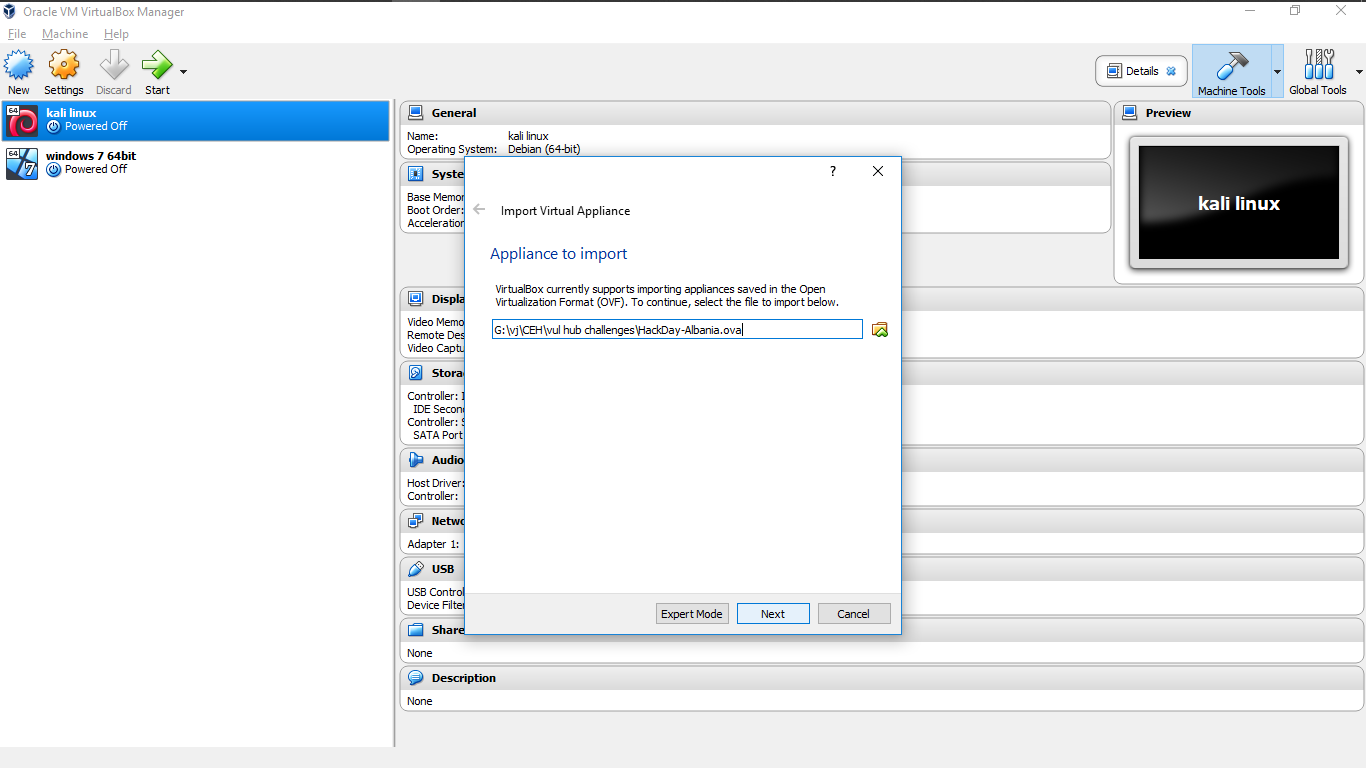 Oracle VM VirtualBox Manager
File Machine Help
New Settings Discard Start
Details
Machine Tools Global Tools
64
kali linux
Powered Off
64
7
windows 7 64bit
Powered Off
General
Name: kali linux
Operating System: Debian (64-bit)
Preview
kali linux
Syste
Base Memor
Boot Order:
Acceleration
?
Import Virtual Appliance
Appliance to import
VirtualBox currently supports importing appliances saved in the Open
Virtualization Format (OVF). To continue, select the file to import below.
G:\vj\CEH\vul hub challenges\HackDay-Albania.ova
Expert Mode Next Cancel
Displa
Video Memo
Remote Des
Video Captu
Stora
Controller: I
IDE Secon
Controller: S
SATA Port
Audio
Host Driver:
Controller:
Netwo
Adapter 1:
USB
USB Control
Device Filter
Share
None
Description
None